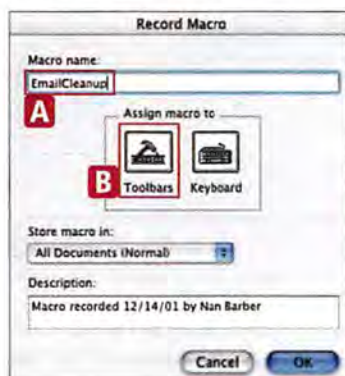 Record Macro
Macro name:
EmailCleanup
A
Assign macro to
B
Toolbars Keyboard
Store macro in:
All Documents (Normal)
Description:
Macro recorded 12/14/01 by Nan Barber
Cancel OK